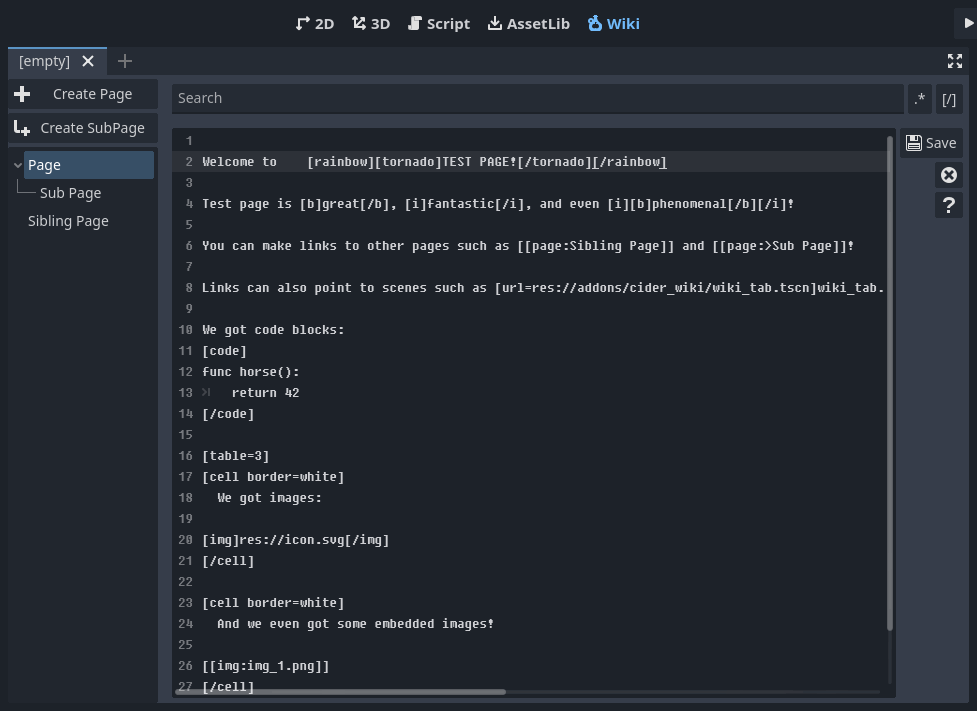 2D 3D Script AssetLib Wiki
[empty]
Create Page
Search
.* [/]
Create SubPage
Page
Sub Page
Sibling Page
Save
?
1
2 Welcome to    [rainbow][tornado]TEST PAGE![/tornado][/rainbow]
3
4 Test page is [b]great[/b], [i]fantastic[/i], and even [i][b]phenomenal[/b][/i]!
5
6 You can make links to other pages such as [[page:Sibling Page]] and [[page:>Sub Page]]!
7
8 Links can also point to scenes such as [url=res://addons/cider_wiki/wiki_tab.tscn]wiki_tab.
9
10 We got code blocks:
11 [code]
12 func horse():
13     return 42
14 [/code]
15
16 [table=3]
17 [cell border=white]
18   We got images:
19
20 [img]res://icon.svg[/img]
21 [/cell]
22
23 [cell border=white]
24   And we even got some embedded images!
25
26 [[img:img_1.png]]
27 [/cell]